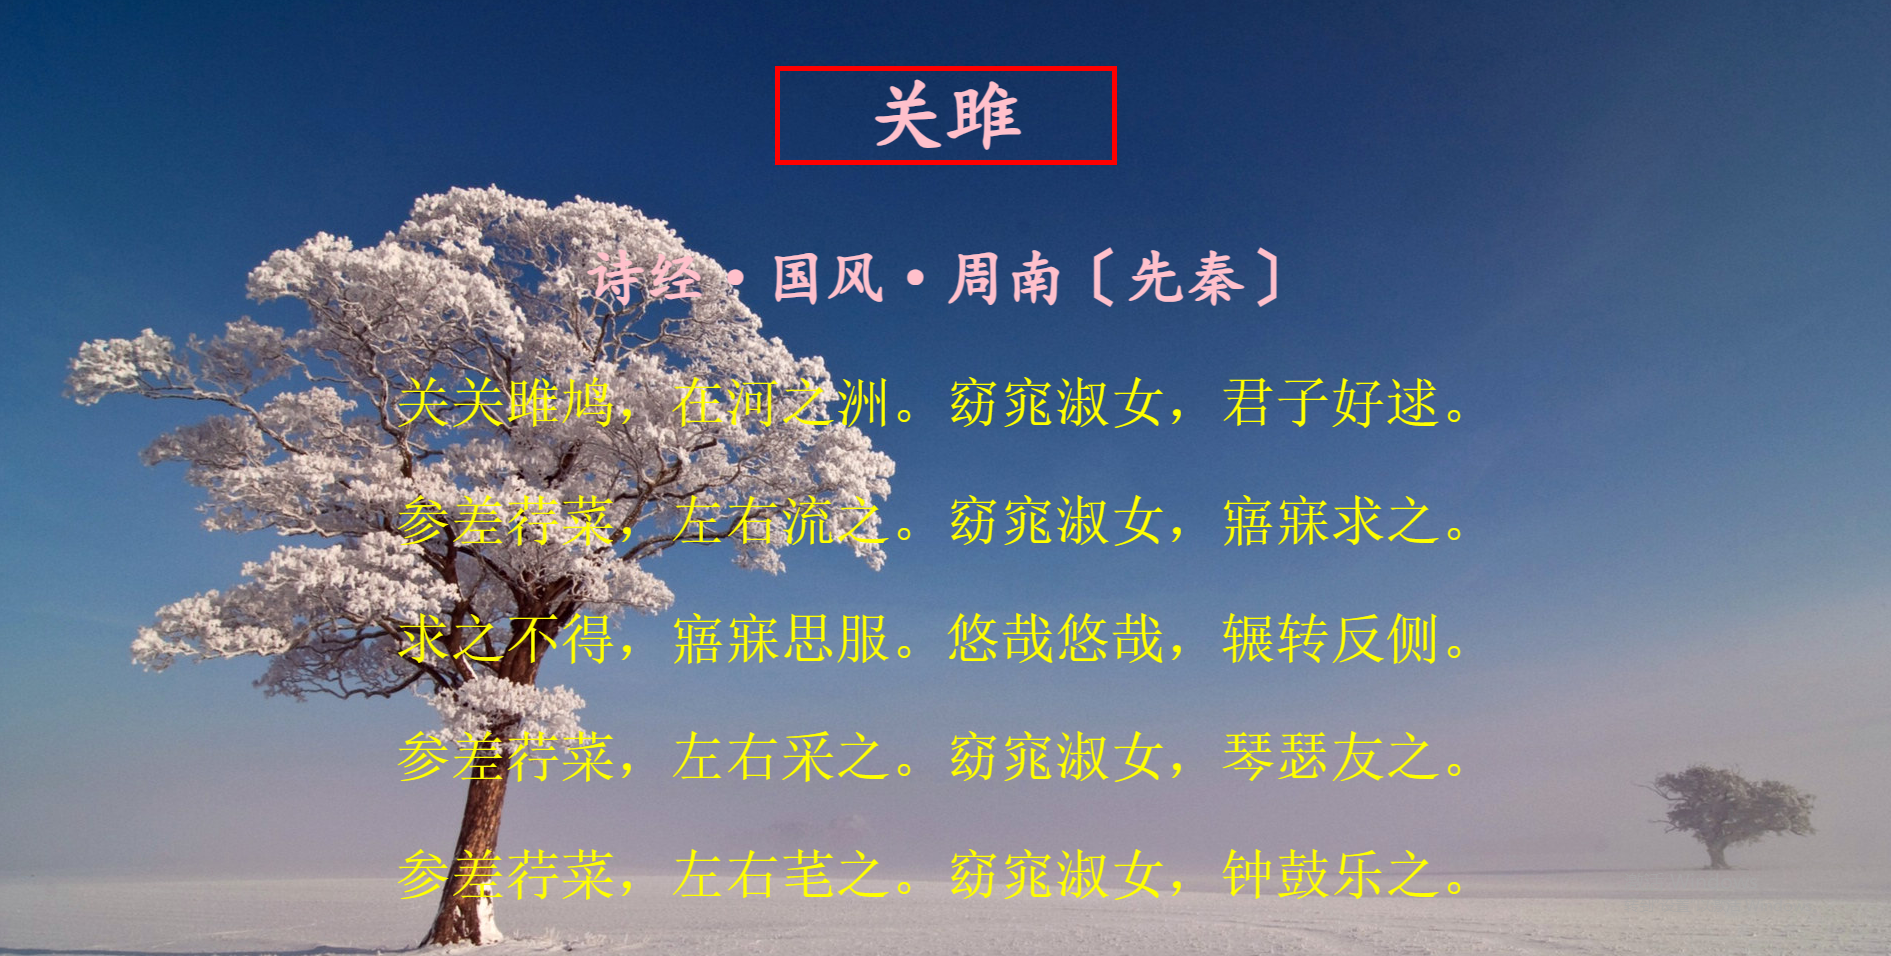 关雎
诗经·国风·周南〔先秦〕
关关雎鸠，在河之洲。窈窕淑女，君子好逑。
参差荇菜，左右流之。窈窕淑女，寤寐求之。
求之不得，寤寐思服。悠哉悠哉，辗转反侧。
参差荇菜，左右采之。窈窕淑女，琴瑟友之。
参差荇菜，左右芼之。窈窕淑女，钟鼓乐之。